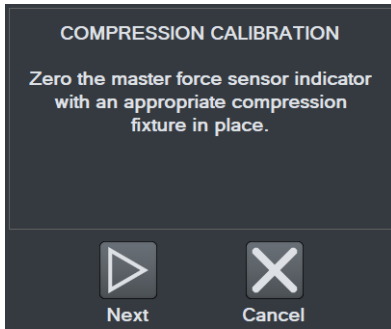 COMPRESSION CALIBRATION
Zero the master force sensor indicator
with an appropriate compression
fixture in place.
Next
Cancel